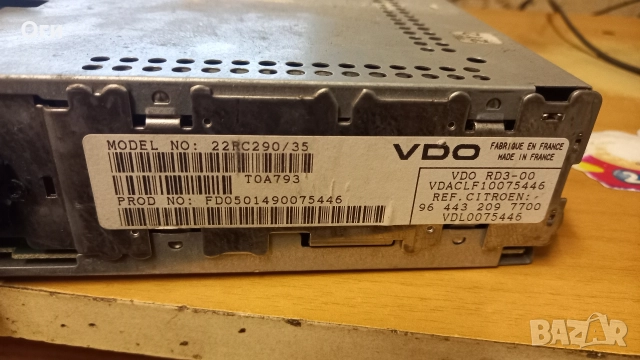 MODEL NO: 22RC290/35
T0A793
PROD NO: FD0501490075446
VDO
FABRIQUE EN FRANCE
MADE IN FRANCE
VDO RD3-00
VDACLF10075446
REF.CITROEN:-
96 443 209 7700
VDL0075446
BAZAR